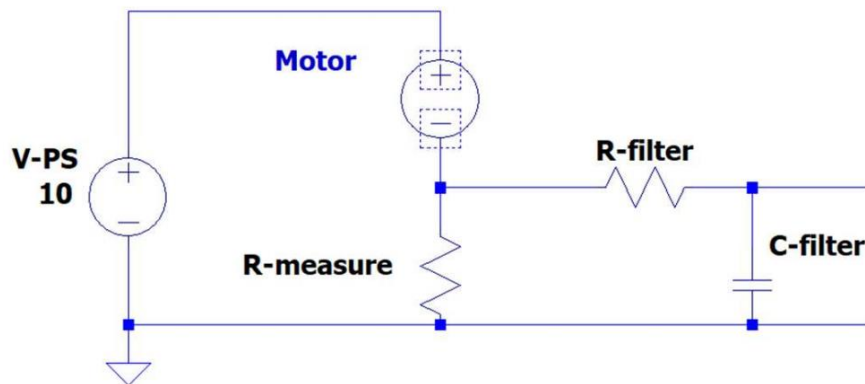 Motor
+
−
V-PS
10
+
−
R-filter
R-measure
C-filter